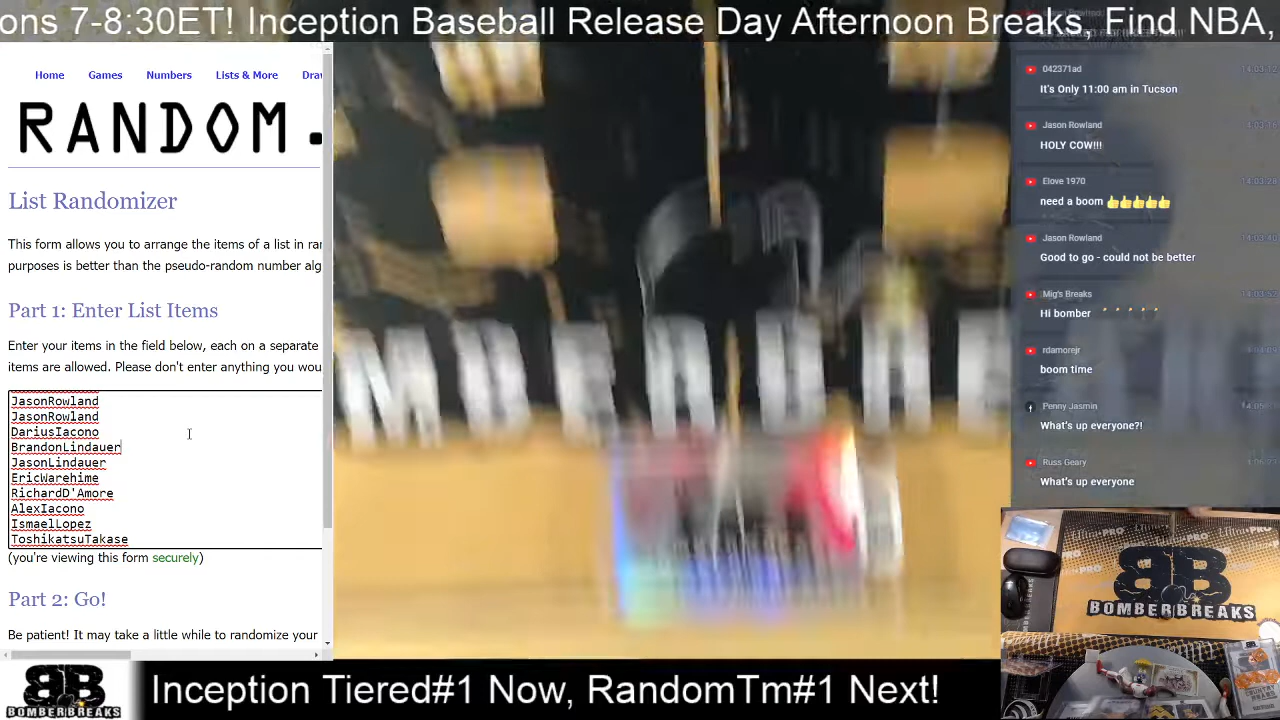 ons 7-8:30ET! Inception Baseball Release Day Afternoon Breaks, Find NBA,
Home Games Numbers Lists & More Dra
RANDOM.
List Randomizer
This form allows you to arrange the items of a list in ra
purposes is better than the pseudo-random number alg
Part 1: Enter List Items
Enter your items in the field below, each on a separate
items are allowed. Please don't enter anything you wou
JasonRowland
JasonRowland
DariusIacono
BrandonLindauer
JasonLindauer
EricWarehime
RichardD'Amore
AlexIacono
IsmaelLopez
ToshikatsuTakase
(you're viewing this form securely)
Part 2: Go!
Be patient! It may take a little while to randomize your
042371ad
It's Only 11:00 am in Tucson
Jason Rowland
HOLY COW!!!
Elove 1970
need a boom 👍👍👍👍👍
Jason Rowland
Good to go - could not be better
Mig's Breaks
Hi bomber
rdamorejr
boom time
Penny Jasmin
What's up everyone?!
Russ Geary
What's up everyone
BB
BOMBERBREAKS
BB
BOMBERBREAKS
Inception Tiered#1 Now, RandomTm#1 Next!